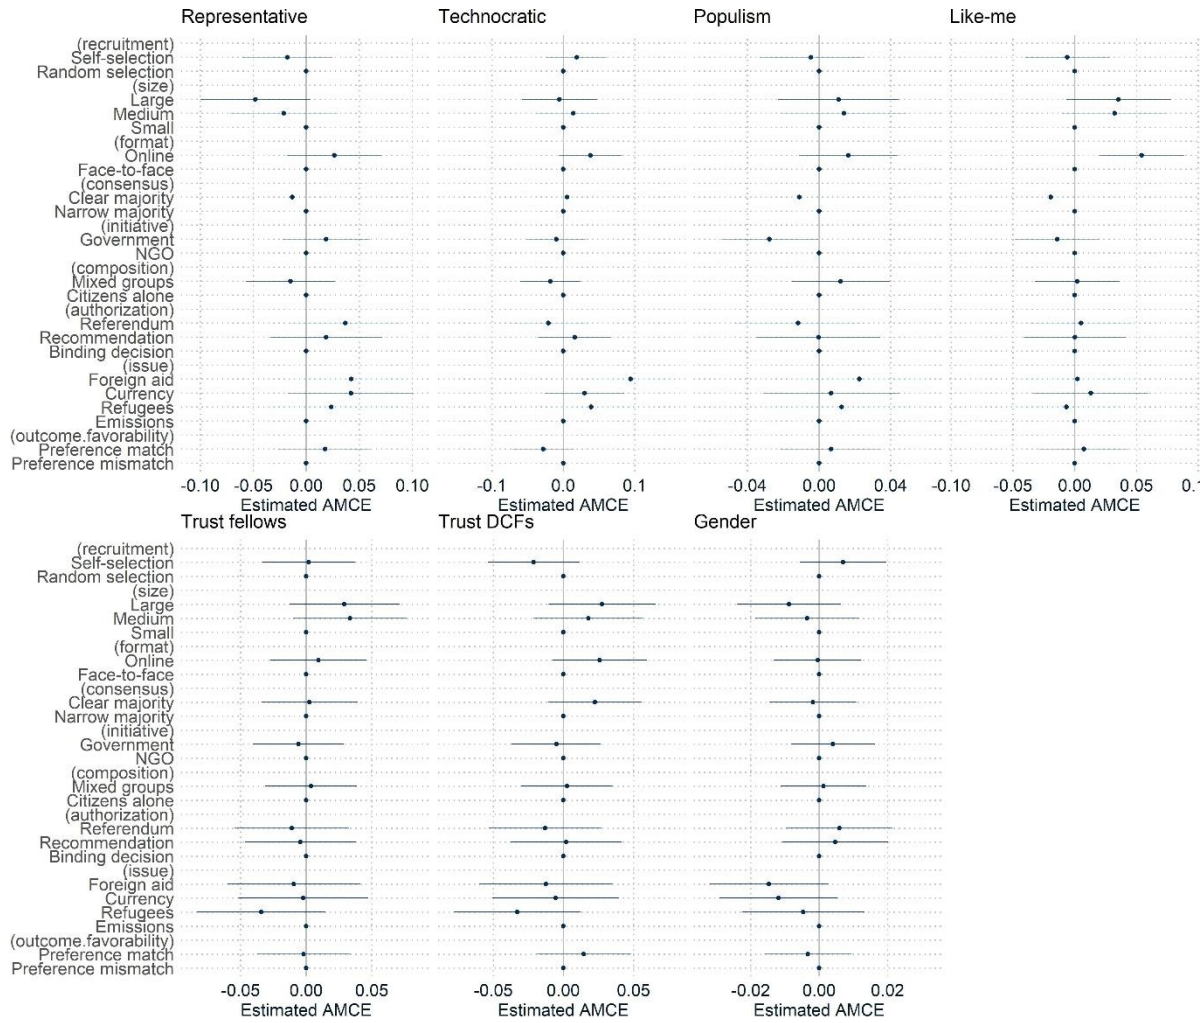 Representative Technocratic Populism Like-me
(recruitment)
Self-selection
Random selection
(size)
Large
Medium
Small
(format)
Online
Face-to-face
(consensus)
Clear majority
Narrow majority
(initiative)
Government
NGO
(composition)
Mixed groups
Citizens alone
(authorization)
Referendum
Recommendation
Binding decision
(issue)
Foreign aid
Currency
Refugees
Emissions
(outcome.favorability)
Preference match
Preference mismatch
-0.10 -0.05 0.00 0.05 0.10 -0.1 0.0 0.1 -0.04 0.00 0.04 -0.10 -0.05 0.00 0.05 0.1
Estimated AMCE Estimated AMCE Estimated AMCE Estimated AMCE
Trust fellows Trust DCFs Gender
(recruitment)
Self-selection
Random selection
(size)
Large
Medium
Small
(format)
Online
Face-to-face
(consensus)
Clear majority
Narrow majority
(initiative)
Government
NGO
(composition)
Mixed groups
Citizens alone
(authorization)
Referendum
Recommendation
Binding decision
(issue)
Foreign aid
Currency
Refugees
Emissions
(outcome.favorability)
Preference match
Preference mismatch
-0.05 0.00 0.05 -0.05 0.00 0.05 -0.02 0.00 0.02
Estimated AMCE Estimated AMCE Estimated AMCE